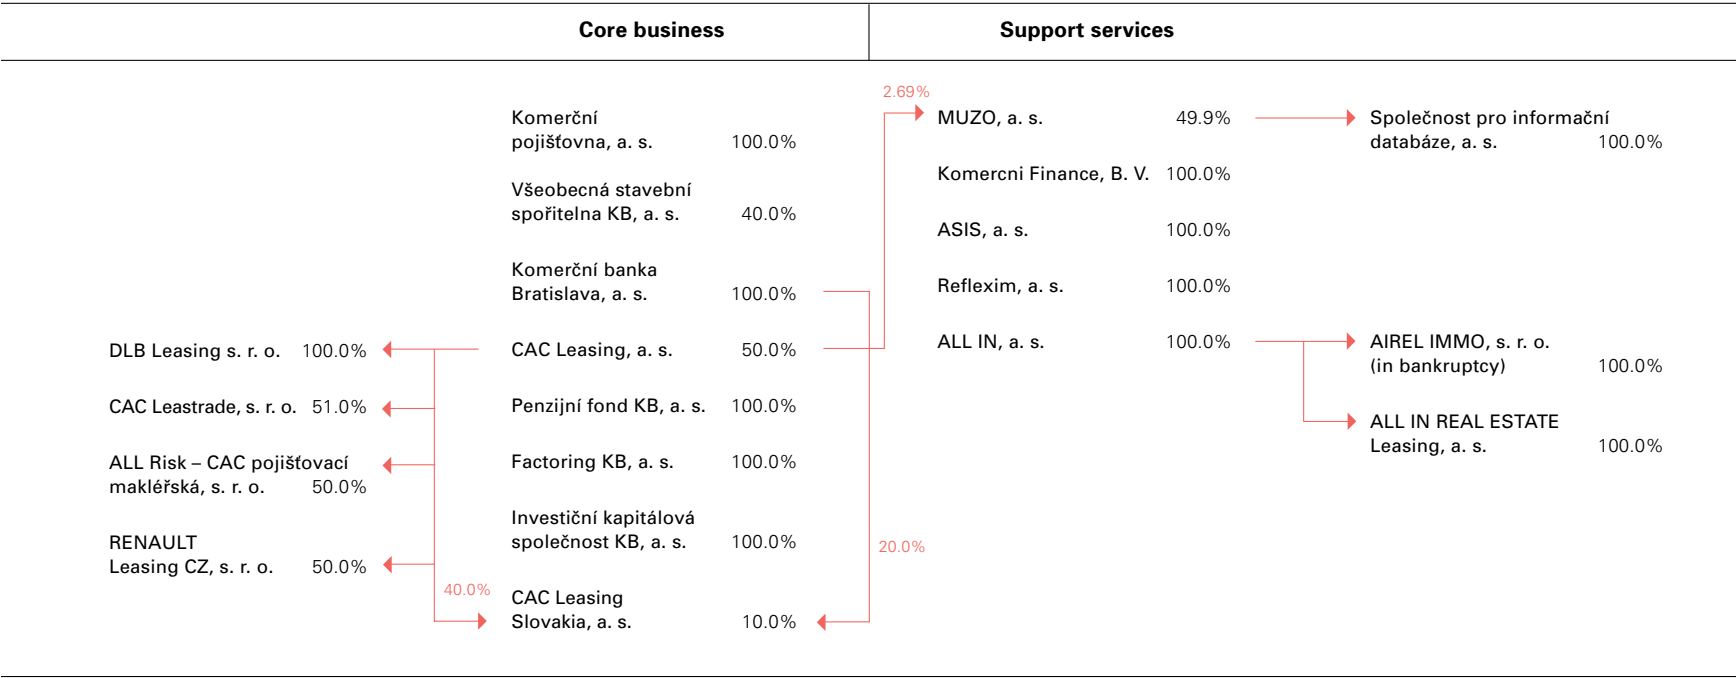 Core business
Support services
DLB Leasing s. r. o. 100.0%
CAC Leastrade, s. r. o. 51.0%
ALL Risk – CAC pojišťovací
makléřská, s. r. o. 50.0%
RENAULT
Leasing CZ, s. r. o. 50.0%
40.0%
Komerční
pojišťovna, a. s. 100.0%
Všeobecná stavební
spořitelna KB, a. s. 40.0%
Komerční banka
Bratislava, a. s. 100.0%
CAC Leasing, a. s. 50.0%
Penzijní fond KB, a. s. 100.0%
Factoring KB, a. s. 100.0%
Investiční kapitálová
společnost KB, a. s. 100.0%
CAC Leasing
Slovakia, a. s. 10.0%
2.69%
20.0%
MUZO, a. s. 49.9%
Komercni Finance, B. V. 100.0%
ASIS, a. s. 100.0%
Reflexim, a. s. 100.0%
ALL IN, a. s. 100.0%
Společnost pro informační
databáze, a. s. 100.0%
AIREL IMMO, s. r. o.
(in bankruptcy) 100.0%
ALL IN REAL ESTATE
Leasing, a. s. 100.0%